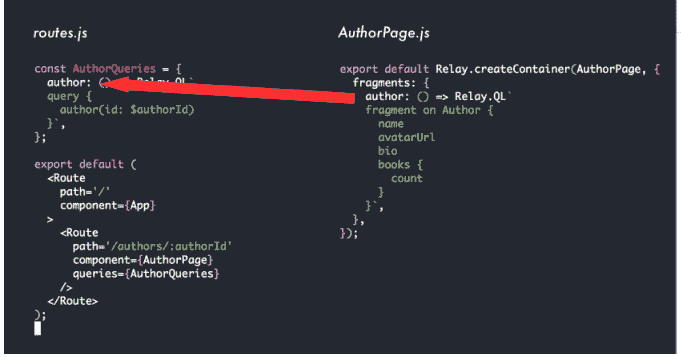 routes.js
const AuthorQueries = {
  author: () => Relay.QL`
  query {
    author(id: $authorId)
  }`,
};
export default (
  <Route
    path='/'
    component={App}
  >
    <Route
      path='/authors/:authorId'
      component={AuthorPage}
      queries={AuthorQueries}
    />
  </Route>
);
AuthorPage.js
export default Relay.createContainer(AuthorPage, {
  fragments: {
    author: () => Relay.QL`
    fragment on Author {
      name
      avatarUrl
      bio
      books {
        count
      }
    }`,
  },
});